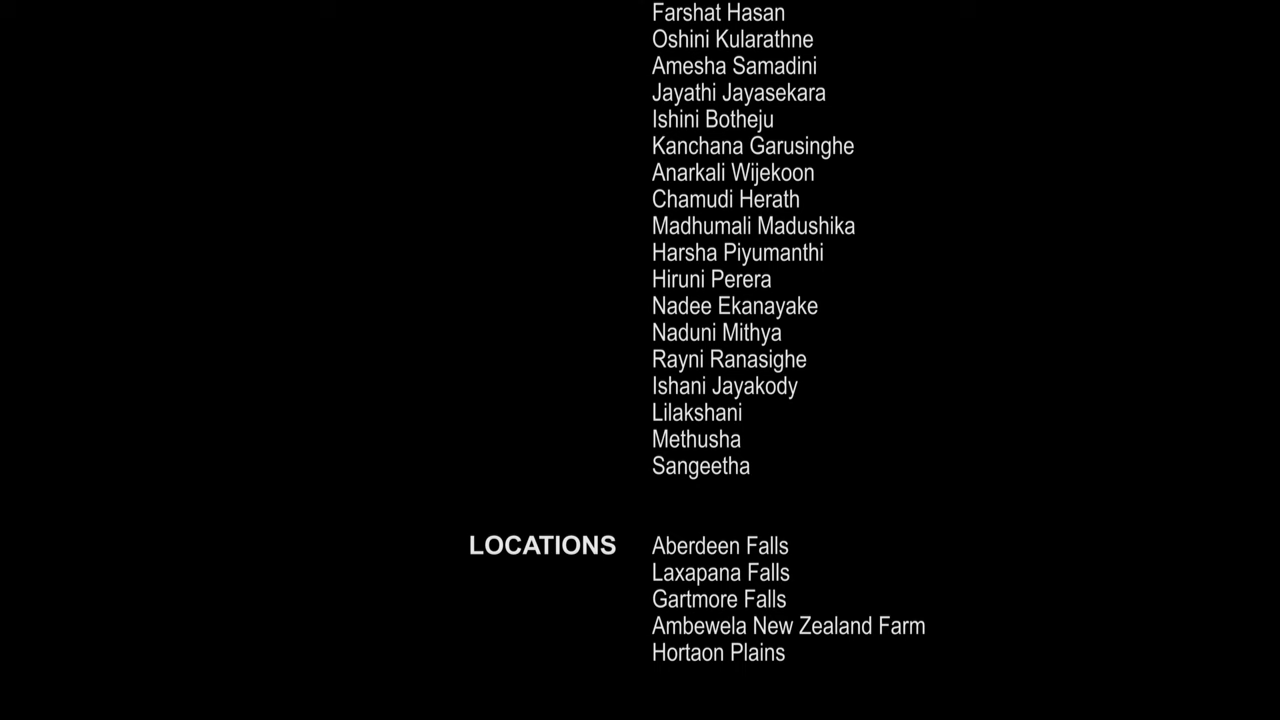 Farshat Hasan
Oshini Kularathne
Amesha Samadini
Jayathi Jayasekara
Ishini Botheju
Kanchana Garusinghe
Anarkali Wijekoon
Chamudi Herath
Madhumali Madushika
Harsha Piyumanthi
Hiruni Perera
Nadee Ekanayake
Naduni Mithya
Rayni Ranasighe
Ishani Jayakody
Lilakshani
Methusha
Sangeetha
LOCATIONS Aberdeen Falls
Laxapana Falls
Gartmore Falls
Ambewela New Zealand Farm
Hortaon Plains